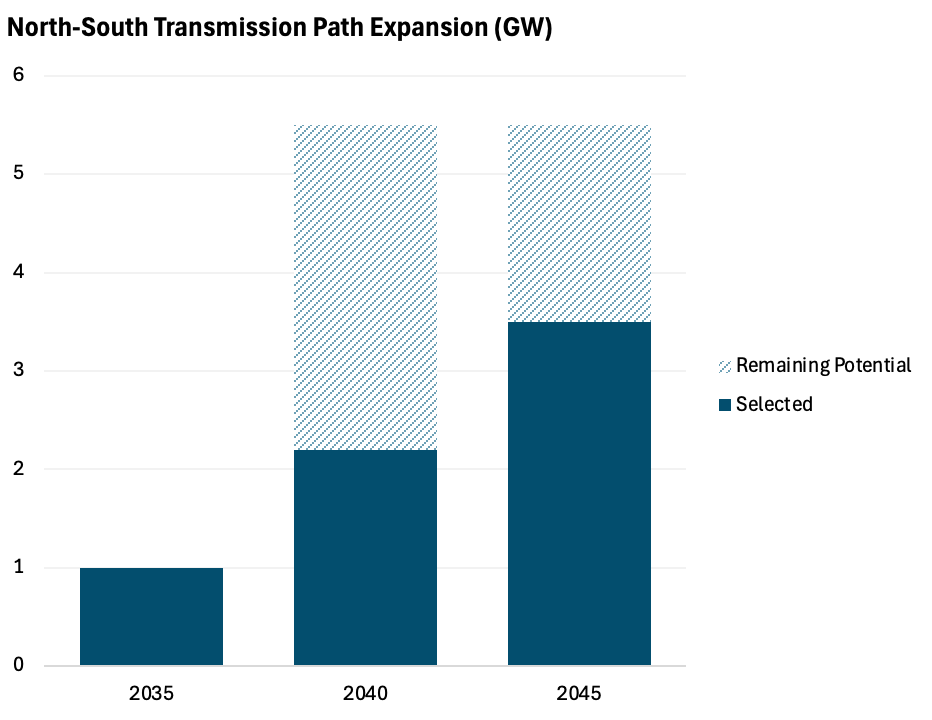 North-South Transmission Path Expansion (GW)
6
5
4
3
2
1
0
2035 2040 2045
Remaining Potential
Selected